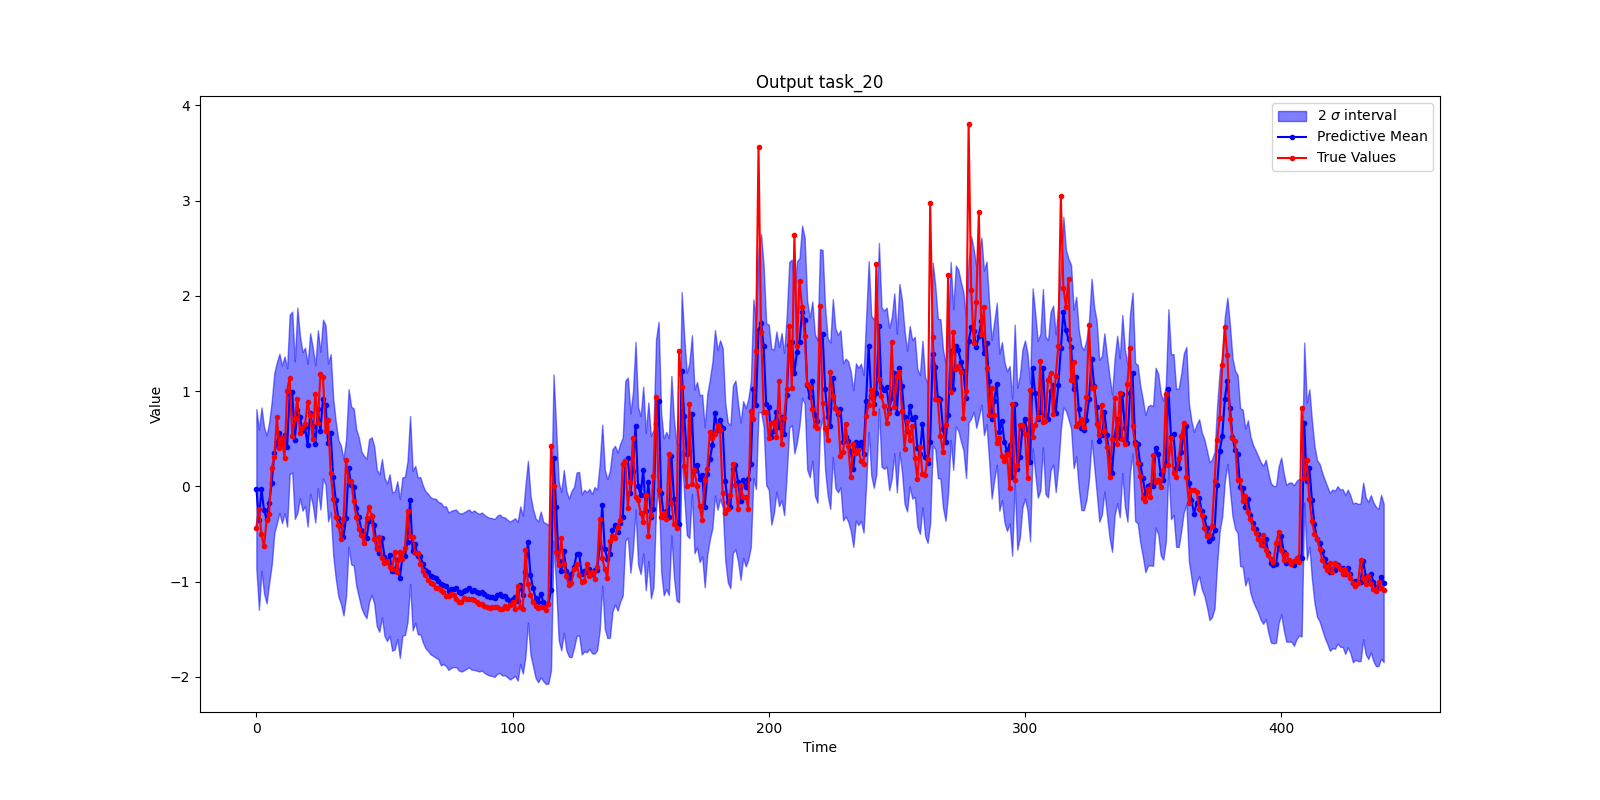 Output task_20
4
3
2
1
0
−1
−2
Value
0
100
200
300
400
Time
2 σ interval
Predictive Mean
True Values